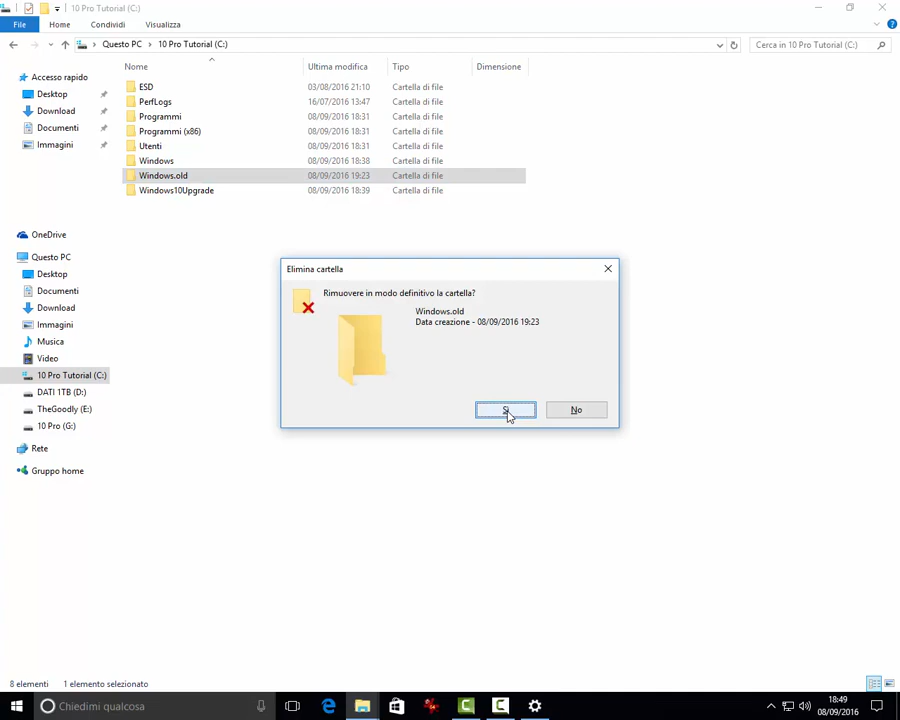 10 Pro Tutorial (C:)
File Home Condividi Visualizza
Questo PC 10 Pro Tutorial (C:)
Cerca in 10 Pro Tutorial (C:)
Nome Ultima modifica Tipo Dimensione
Accesso rapido
Desktop
Download
Documenti
Immagini
OneDrive
Questo PC
Desktop
Documenti
Download
Immagini
Musica
Video
10 Pro Tutorial (C:)
DATI 1TB (D:)
TheGoodly (E:)
10 Pro (G:)
Rete
Gruppo home
ESD 03/08/2016 21:10 Cartella di file
PerfLogs 16/07/2016 13:47 Cartella di file
Programmi 08/09/2016 18:31 Cartella di file
Programmi (x86) 08/09/2016 18:31 Cartella di file
Utenti 08/09/2016 18:31 Cartella di file
Windows 08/09/2016 18:38 Cartella di file
Windows.old 08/09/2016 19:23 Cartella di file
Windows10Upgrade 08/09/2016 18:39 Cartella di file
Elimina cartella
Rimuovere in modo definitivo la cartella?
Windows.old
Data creazione - 08/09/2016 19:23
No
8 elementi 1 elemento selezionato
Chiedimi qualcosa
18:49
08/09/2016